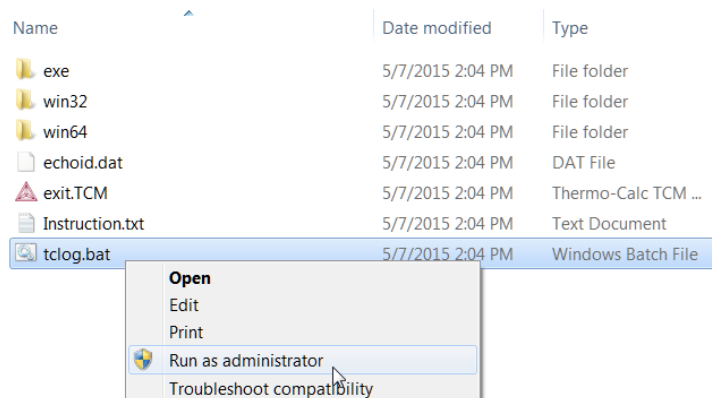 Name Date modified Type
exe 5/7/2015 2:04 PM File folder
win32 5/7/2015 2:04 PM File folder
win64 5/7/2015 2:04 PM File folder
echoid.dat 5/7/2015 2:04 PM DAT File
exit.TCM 5/7/2015 2:04 PM Thermo-Calc TCM ...
Instruction.txt 5/7/2015 2:04 PM Text Document
tclog.bat 5/7/2015 2:04 PM Windows Batch File
Open
Edit
Print
Run as administrator
Troubleshoot compatibility